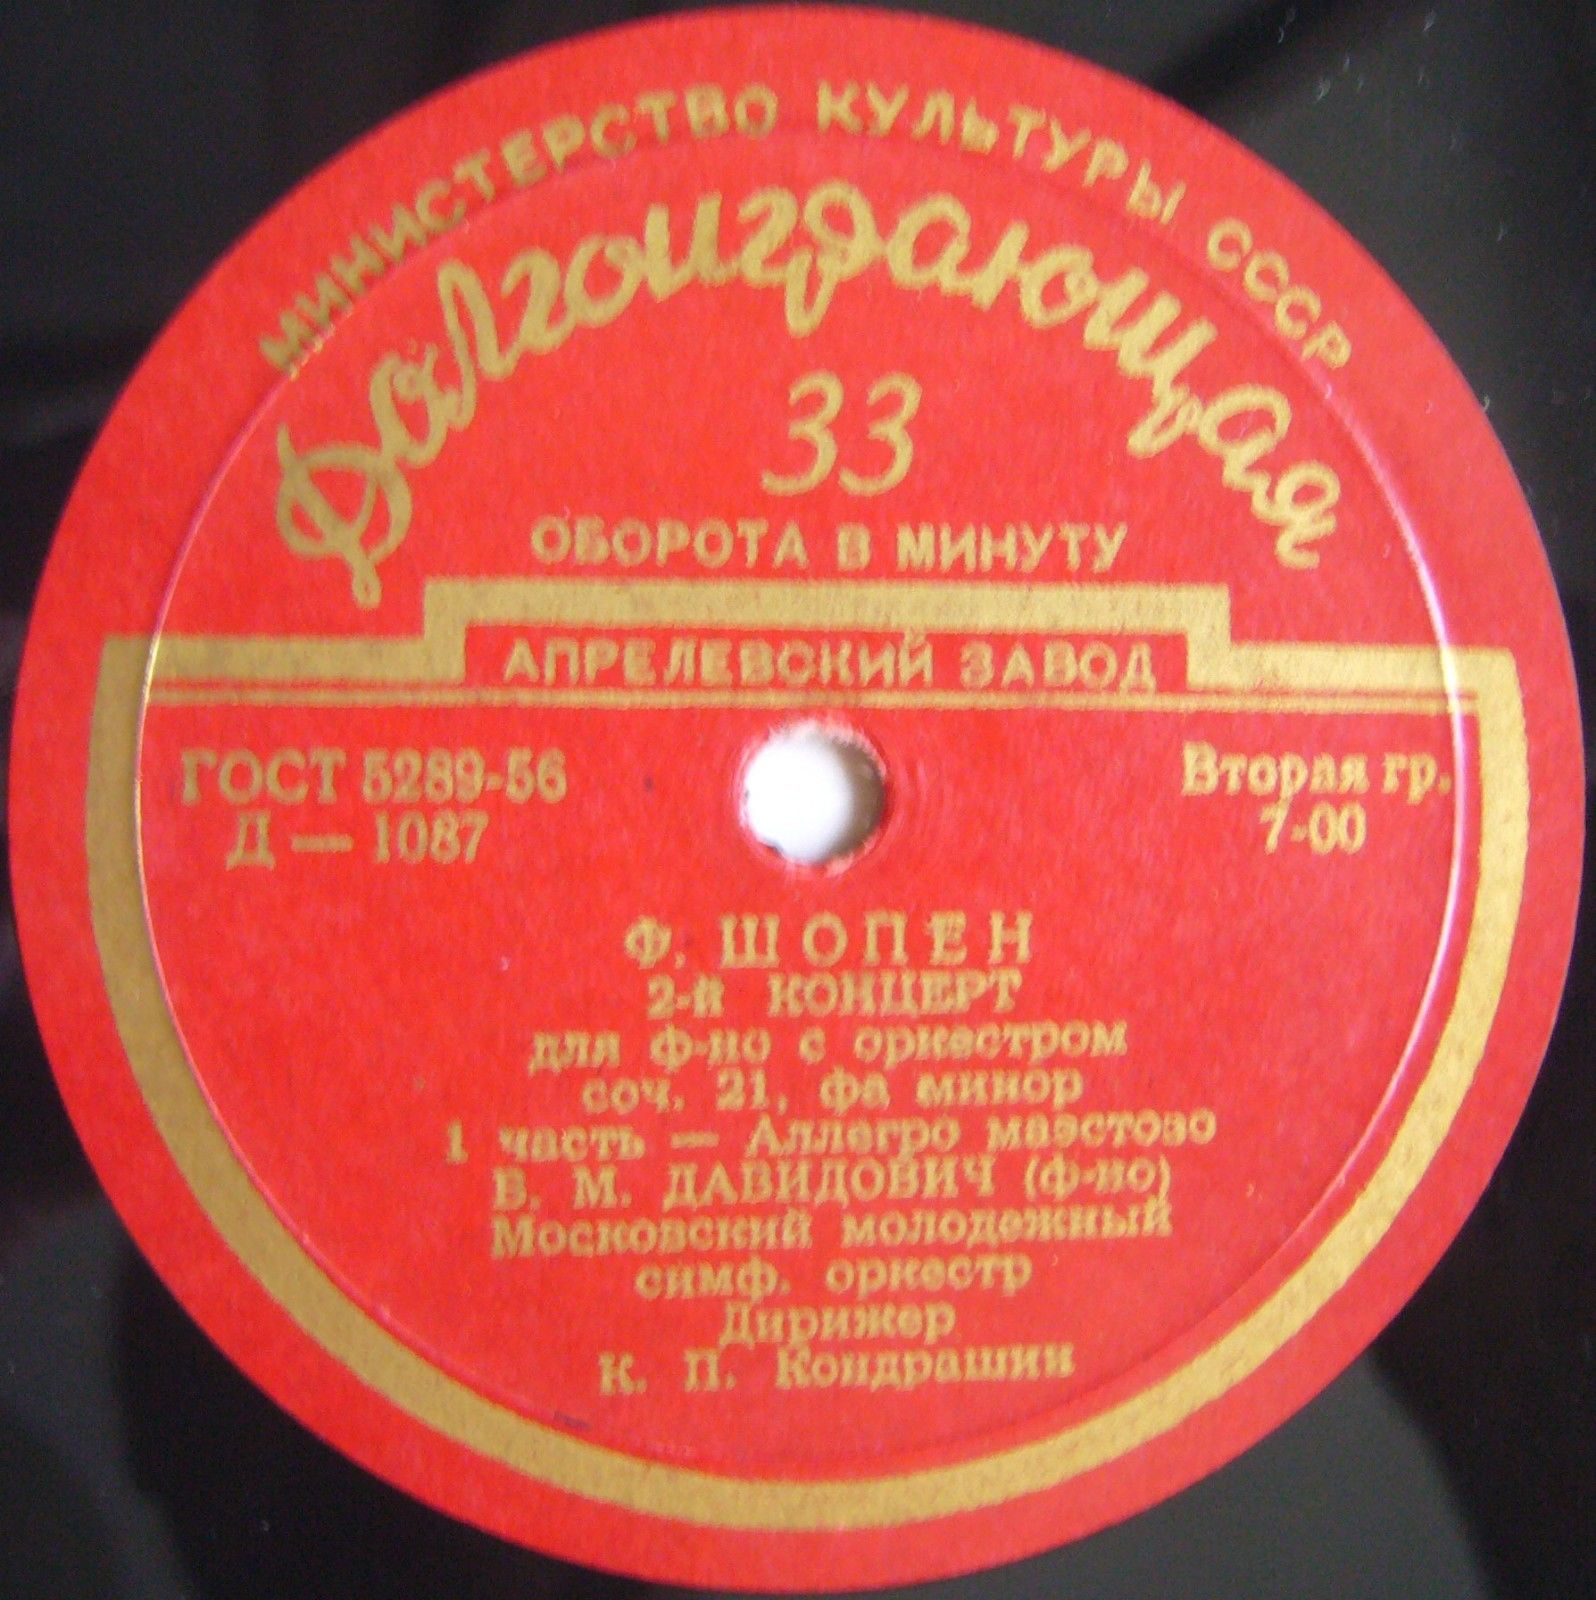 МИНИСТЕРСТВО КУЛЬТУРЫ СССР
Долгоиграющая
33
ОБОРОТА В МИНУТУ
АПРЕЛЕВСКИЙ ЗАВОД
ГОСТ 5289-56
Д — 1087
Вторая гр.
7-00
Ф. ШОПЕН
2-й КОНЦЕРТ
для ф-но с оркестром
соч. 21, фа минор
1 часть — Аллегро маэстозо
В. М. ДАВИДОВИЧ (ф-но)
Московский молодежный
симф. оркестр
Дирижер
К. П. Кондрашин